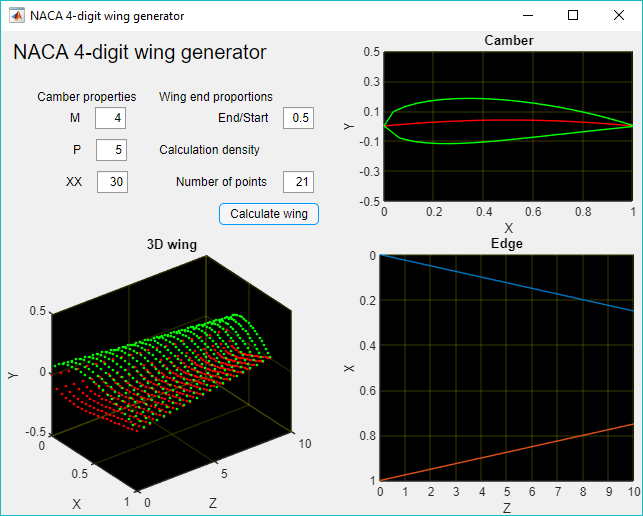 NACA 4-digit wing generator
NACA 4-digit wing generator
Camber properties
M 4
P 5
XX 30
Wing end proportions
End/Start 0.5
Calculation density
Number of points 21
Calculate wing
Camber
0.5
0.3
0.1
-0.1
-0.3
-0.5
Y
0 0.2 0.4 0.6 0.8 1
X
3D wing
0.5
0
-0.5
Y
0
0.5
1
X
0
5
10
Z
Edge
0
0.2
0.4
0.6
0.8
1
X
0 1 2 3 4 5 6 7 8 9 10
Z